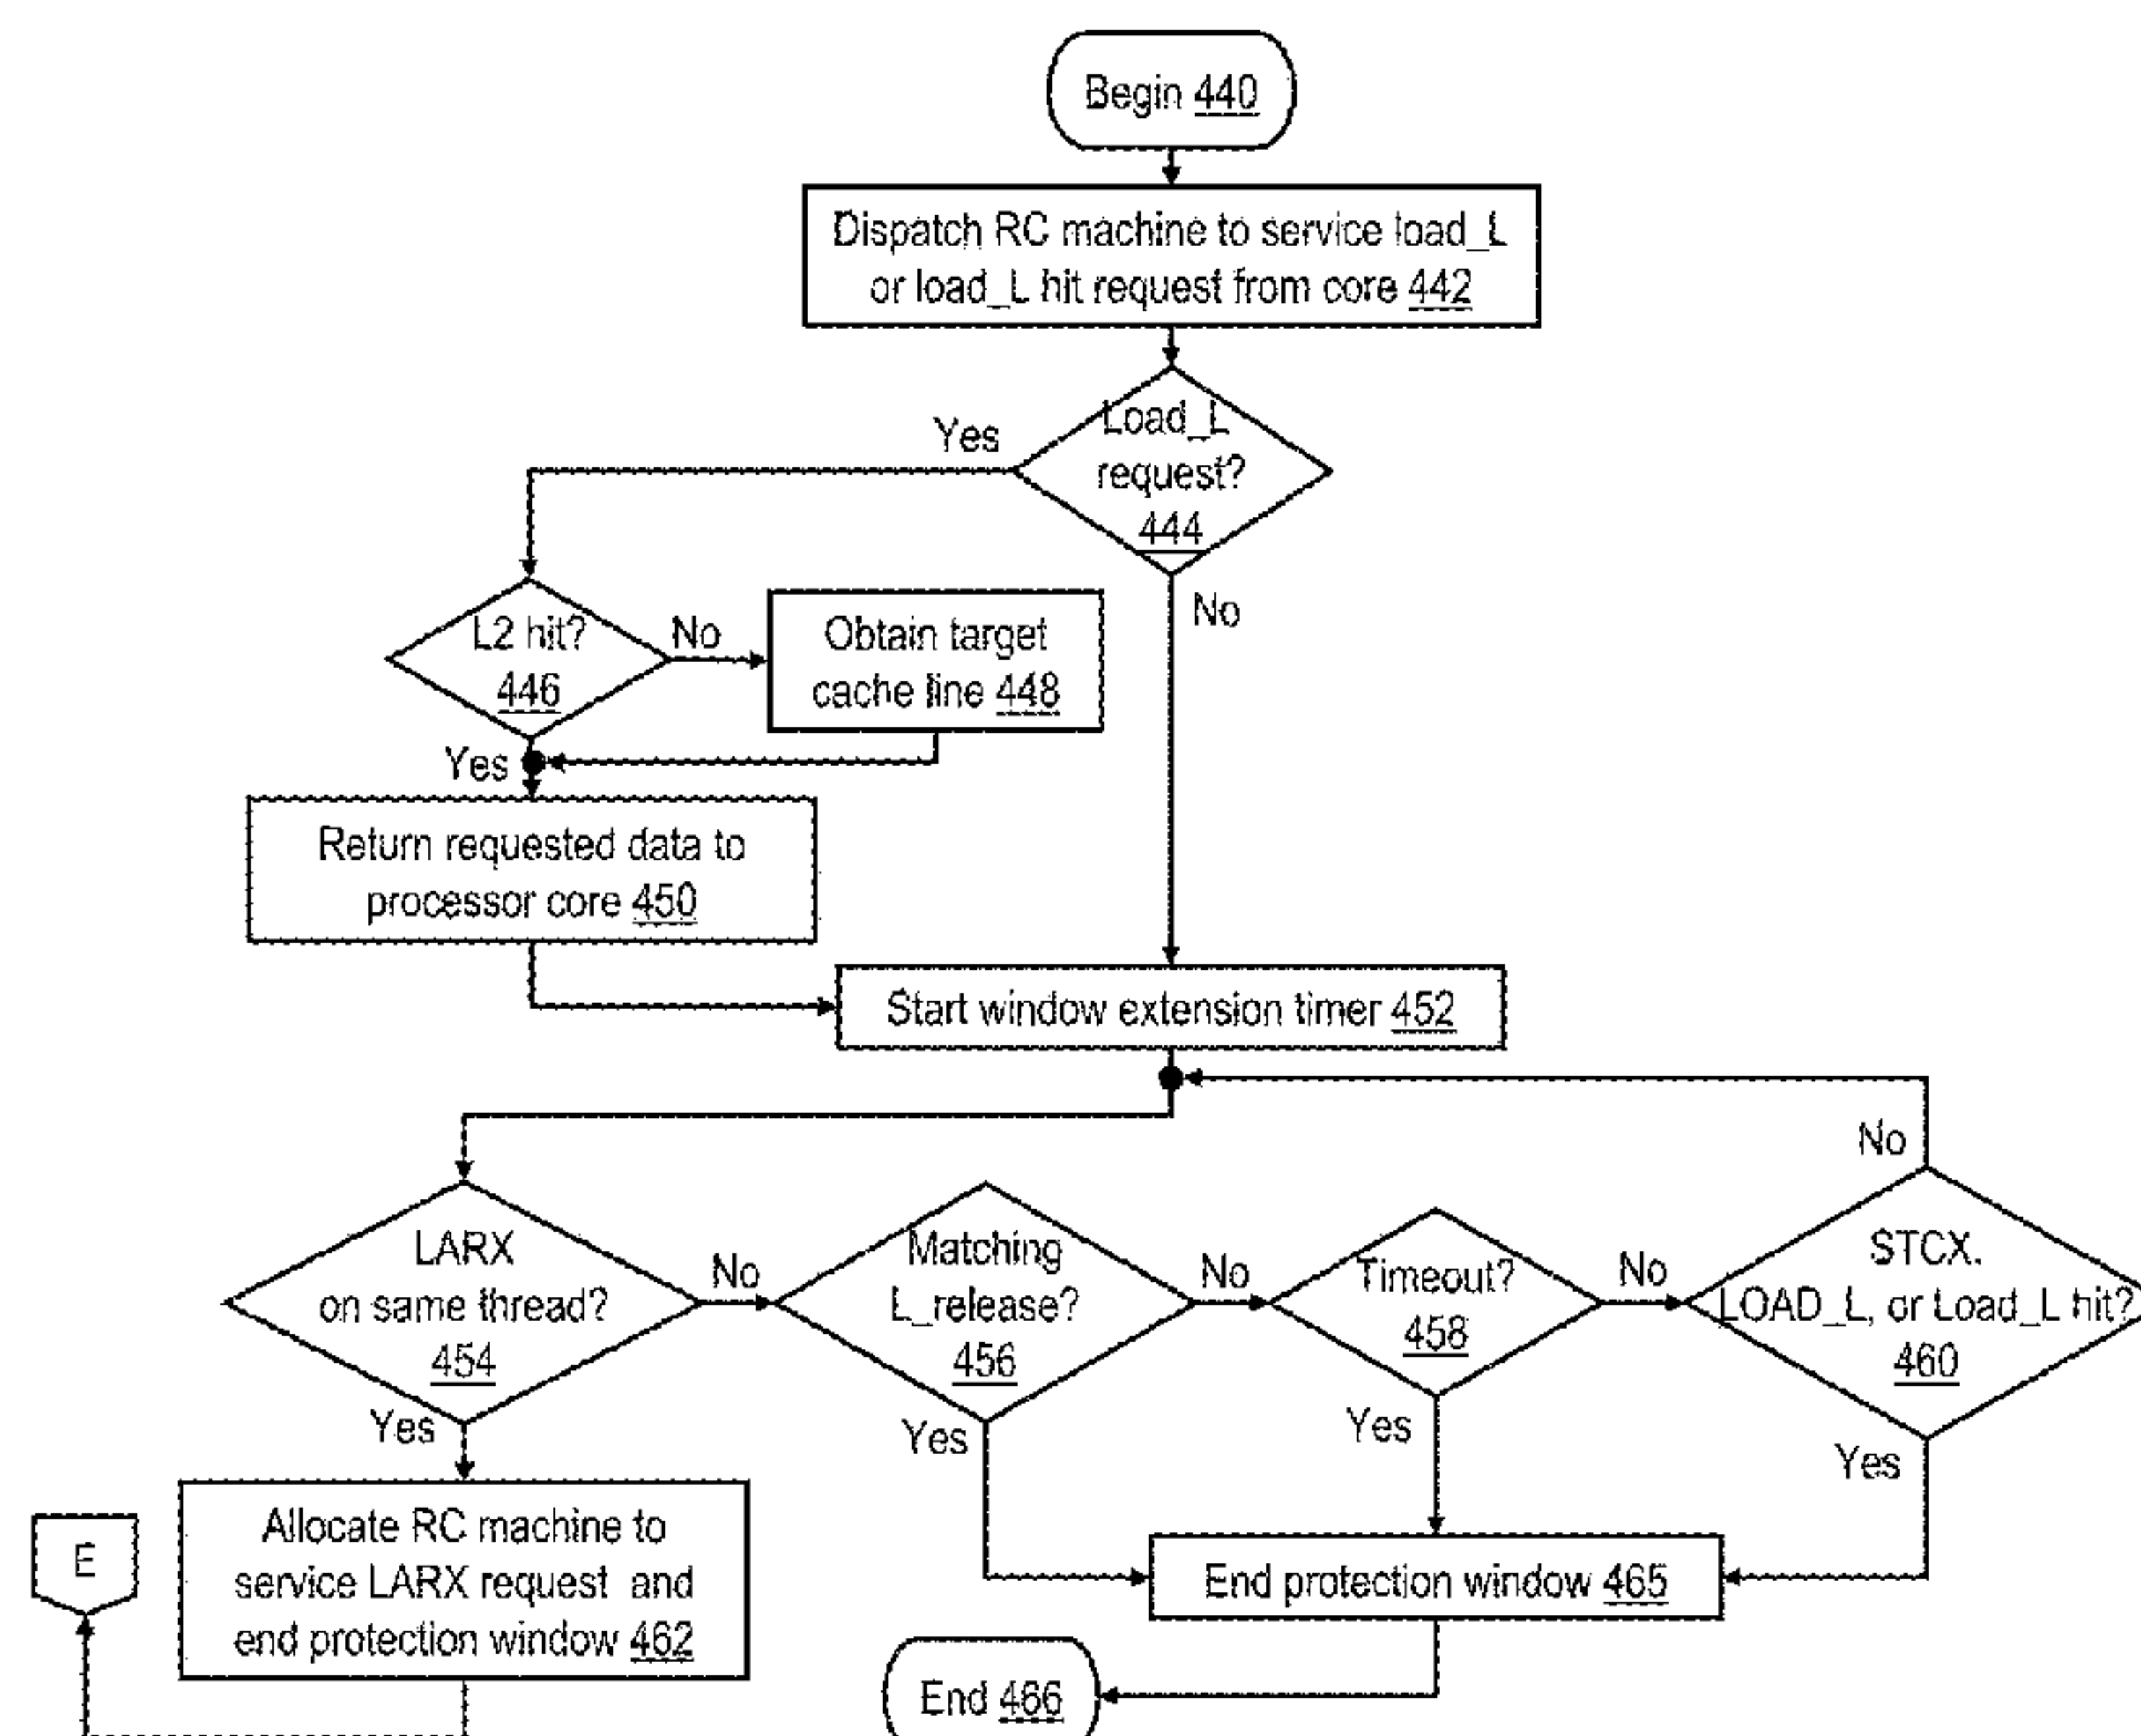 Begin 440
Dispatch RC machine to service load_L
or load_L hit request from core 442
Load_L
request?
444
Yes
No
L2 hit?
446
No
Yes
Obtain target
cache line 448
Return requested data to
processor core 450
Start window extension timer 452
LARX
on same thread?
454
No
Yes
Matching
L_release?
456
No
Yes
Timeout?
458
No
Yes
STCX,
LOAD_L, or Load_L hit?
460
No
Yes
Allocate RC machine to
service LARX request and
end protection window 462
E
End protection window 465
End 466